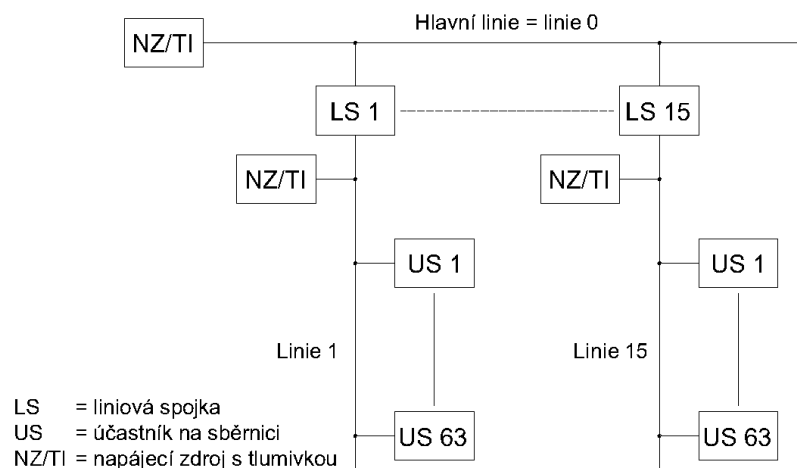 Hlavní linie = linie 0
NZ/TI
LS 1
LS 15
NZ/TI
NZ/TI
US 1
US 1
Linie 1
Linie 15
LS = liniová spojka
US = účastník na sběrnici
US 63
US 63
NZ/TI = napájecí zdroj s tlumivkou